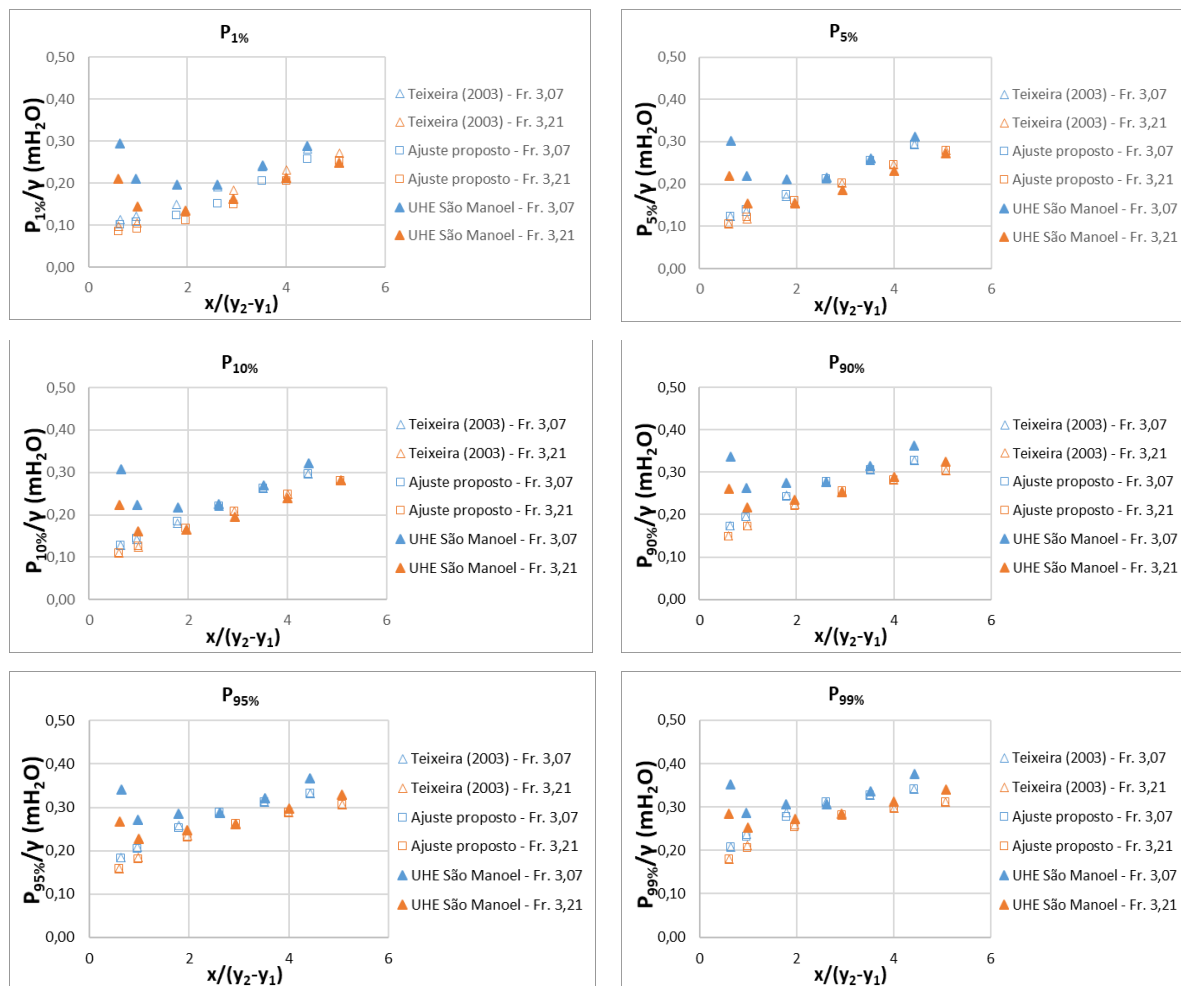 P1%
P1%/γ (mH2O)
0,50
0,40
0,30
0,20
0,10
0,00
0 2 4 6
x/(y2-y1)
Teixeira (2003) - Fr. 3,07
Teixeira (2003) - Fr. 3,21
Ajuste proposto - Fr. 3,07
Ajuste proposto - Fr. 3,21
UHE São Manoel - Fr. 3,07
UHE São Manoel - Fr. 3,21
P5%
P5%/γ (mH2O)
0,50
0,40
0,30
0,20
0,10
0,00
0 2 4 6
x/(y2-y1)
Teixeira (2003) - Fr. 3,07
Teixeira (2003) - Fr. 3,21
Ajuste proposto - Fr. 3,07
Ajuste proposto - Fr. 3,21
UHE São Manoel - Fr. 3,07
UHE São Manoel - Fr. 3,21
P10%
P10%/γ (mH2O)
0,50
0,40
0,30
0,20
0,10
0,00
0 2 4 6
x/(y2-y1)
Teixeira (2003) - Fr. 3,07
Teixeira (2003) - Fr. 3,21
Ajuste proposto - Fr. 3,07
Ajuste proposto - Fr. 3,21
UHE São Manoel - Fr. 3,07
UHE São Manoel - Fr. 3,21
P90%
P90%/γ (mH2O)
0,50
0,40
0,30
0,20
0,10
0,00
0 2 4 6
x/(y2-y1)
Teixeira (2003) - Fr. 3,07
Teixeira (2003) - Fr. 3,21
Ajuste proposto - Fr. 3,07
Ajuste proposto - Fr. 3,21
UHE São Manoel - Fr. 3,07
UHE São Manoel - Fr. 3,21
P95%
P95%/γ (mH2O)
0,50
0,40
0,30
0,20
0,10
0,00
0 2 4 6
x/(y2-y1)
Teixeira (2003) - Fr. 3,07
Teixeira (2003) - Fr. 3,21
Ajuste proposto - Fr. 3,07
Ajuste proposto - Fr. 3,21
UHE São Manoel - Fr. 3,07
UHE São Manoel - Fr. 3,21
P99%
P99%/γ (mH2O)
0,50
0,40
0,30
0,20
0,10
0,00
0 2 4 6
x/(y2-y1)
Teixeira (2003) - Fr. 3,07
Teixeira (2003) - Fr. 3,21
Ajuste proposto - Fr. 3,07
Ajuste proposto - Fr. 3,21
UHE São Manoel - Fr. 3,07
UHE São Manoel - Fr. 3,21